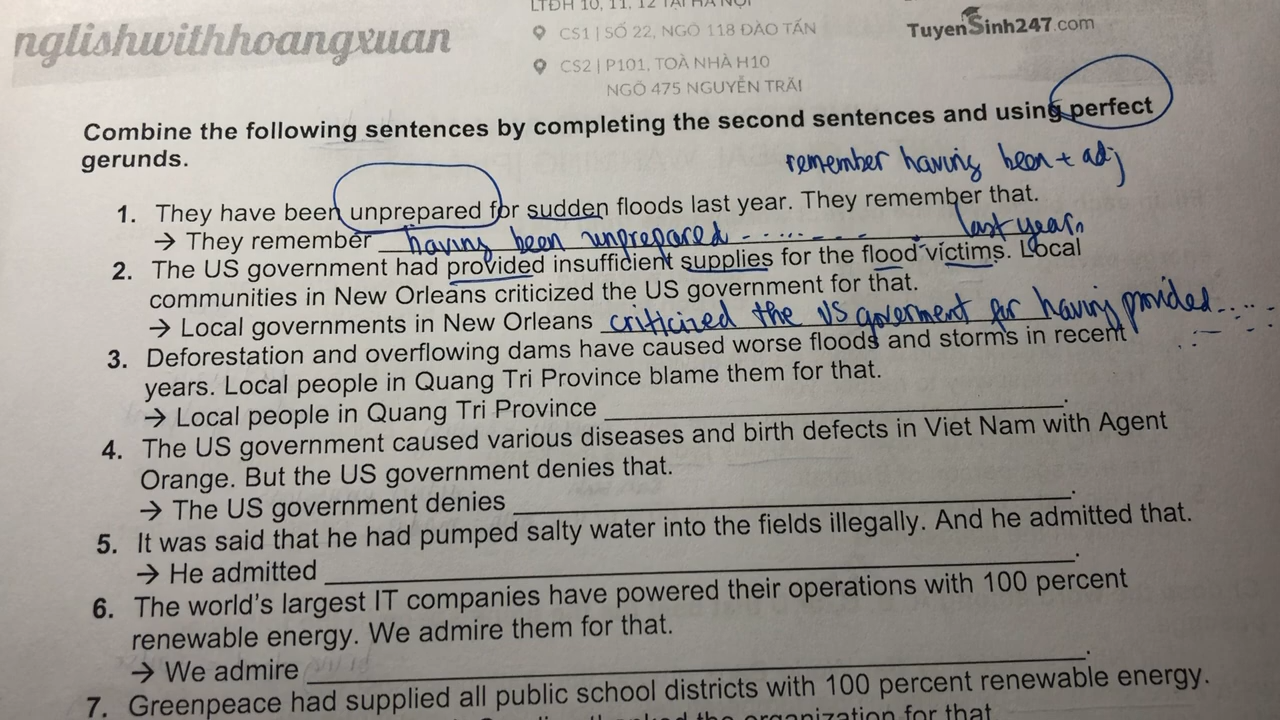 LTĐH 10, 11, 12 TẠI HÀ NỘI
nglishwithhoangxuan
CS1 | SỐ 22, NGÕ 118 ĐÀO TẤN
TuyenSinh247.com
CS2 | P101, TOÀ NHÀ H10
NGÕ 475 NGUYỄN TRÃI
Combine the following sentences by completing the second sentences and using perfect
gerunds.
remember having been + adj
1. They have been unprepared for sudden floods last year. They remember that.
→ They remember having been unprepared ........ last year.
2. The US government had provided insufficient supplies for the flood victims. Local
communities in New Orleans criticized the US government for that.
→ Local governments in New Orleans criticized the US goverment for having provided.....
3. Deforestation and overflowing dams have caused worse floods and storms in recent
years. Local people in Quang Tri Province blame them for that.
→ Local people in Quang Tri Province ____.
4. The US government caused various diseases and birth defects in Viet Nam with Agent
Orange. But the US government denies that.
→ The US government denies ____.
5. It was said that he had pumped salty water into the fields illegally. And he admitted that.
→ He admitted ____.
6. The world's largest IT companies have powered their operations with 100 percent
renewable energy. We admire them for that.
→ We admire ____.
7. Greenpeace had supplied all public school districts with 100 percent renewable energy.
the organization for that